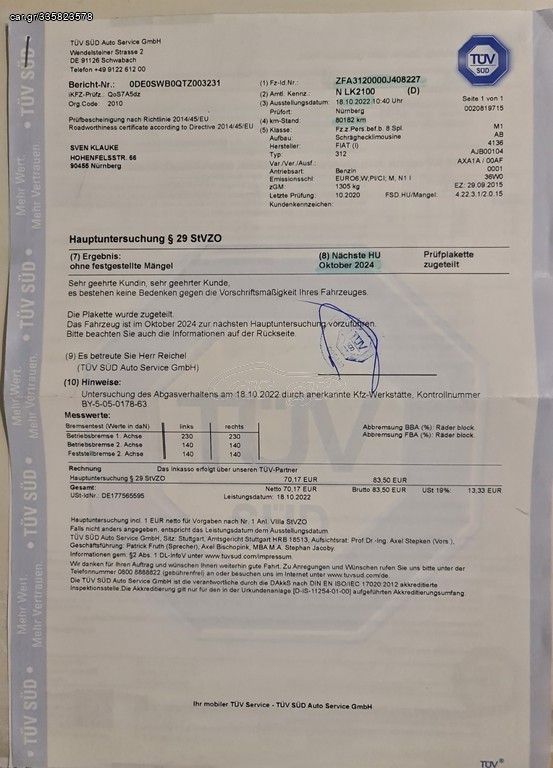 car.gr/335823578
TÜV SÜD Auto Service GmbH
Wendelsteiner Strasse 2
DE 91126 Schwabach
Telefon +49 9122 612 00
TÜV
SÜD
Bericht-Nr.: 0DE0SWB0QTZ003231
iKFZ-Prüfz.: QoS7A5dz
Org.Code 2010
Prüfbescheinigung nach Richtlinie 2014/45/EU
Roadworthiness certificate according to Directive 2014/45/EU
SVEN KLAUKE
HOHENFELSSTR. 66
90455 Nürnberg
(1) Fz-Id.Nr.: ZFA3120000J408227
(2) Amtl. Kennz.: N LK2100 (D)
(3) Ausstellungsdatum: 18.10.2022 10:40 Uhr Seite 1 von 1
Prüfort: Nürnberg 0020819715
(4) km-Stand: 80182 km
(5) Klasse: Fz.z.Pers.bef.b. 8 Spl. M1
Aufbau: Schrägheck­limousine AB
Hersteller: FIAT (I) 4136
Typ 312 AJB00104
Var./Ver./Ausf.: AXA1A / 00AF
Antriebsart: Benzin 0001
Emissionsschl. EURO6;W;PI/CI; M, N1 I 36W0
zGM: 1305 kg EZ: 29.09.2015
Letzte Prüfung: 10.2020 FSD HU/Mangel: 4.22.3.1/2.0.15
Kundenkennzeichen:
Hauptuntersuchung § 29 StVZO
(7) Ergebnis: (8) Nächste HU Prüfplakette
ohne festgestellte Mängel Oktober 2024 zugeteilt
Sehr geehrte Kundin, sehr geehrter Kunde,
es bestehen keine Bedenken gegen die Vorschriftsmäßigkeit Ihres Fahrzeuges.
Die Plakette wurde zugeteilt.
Das Fahrzeug ist im Oktober 2024 zur nächsten Hauptuntersuchung vorzuführen.
Bitte beachten Sie auch die Informationen auf der Rückseite.
(9) Es betreute Sie Herr Reichel
(TÜV SÜD Auto Service GmbH)
(10) Hinweise:
Untersuchung des Abgasverhaltens am 18.10.2022 durch anerkannte Kfz-Werkstätte, Kontrollnummer
BY-5-05-0178-63.
Messwerte:
Bremsentest (Werte in daN) links rechts Abbremsung BBA (%): Räder block.
Betriebsbremse 1. Achse 230 230 Abbremsung FBA (%): Räder block.
Betriebsbremse 2. Achse 140 140
Feststellbremse 2. Achse 140 140
Rechnung Das Inkasso erfolgt über unseren TÜV-Partner
Hauptuntersuchung § 29 StVZO 70,17 EUR 83,50 EUR
Gesamt: Netto 70,17 EUR Brutto 83,50 EUR USt 19%: 13,33 EUR
USt-IdNr.: DE177565595 Leistungsdatum: 18.10.2022
Hauptuntersuchung incl. 1 EUR netto für Vorgaben nach Nr. 1 Anl. VIIIa StVZO
Falls nicht anders angegeben, entspricht das Leistungsdatum dem Ausstellungsdatum
TÜV SÜD Auto Service GmbH, Sitz: Stuttgart, Amtsgericht Stuttgart HRB 18513, Aufsichtsrat: Prof.Dr.-Ing. Axel Stepken (Vors.),
Geschäftsführung: Patrick Fruth (Sprecher), Axel Bischopink, MBA M.A. Stephan Jacoby.
Informationen gem. §2 Abs. 1 DL-InfoV unter www.tuvsud.com/impressum.
Wir danken für Ihren Auftrag und wünschen Ihnen weiterhin gute Fahrt. Zu Anregungen und Wünschen rufen Sie uns bitte unter der
Telefonnummer 0800 8888822 (gebührenfrei) an oder besuchen uns im Internet unter www.tuvsud.com/de.
Die TÜV SÜD Auto Service GmbH ist die verantwortliche durch die DAkkS nach DIN EN ISO/IEC 17020:2012 akkreditierte
Inspektionsstelle.Die Akkreditierung gilt nur für den in der Urkundenanlage [D-IS-11254-01-00] aufgeführten Akkreditierungsumfang
Ihr mobiler TÜV Service - TÜV SÜD Auto Service GmbH
TÜV®
Mehr Wert.
Mehr Vertrauen.
TÜV SÜD